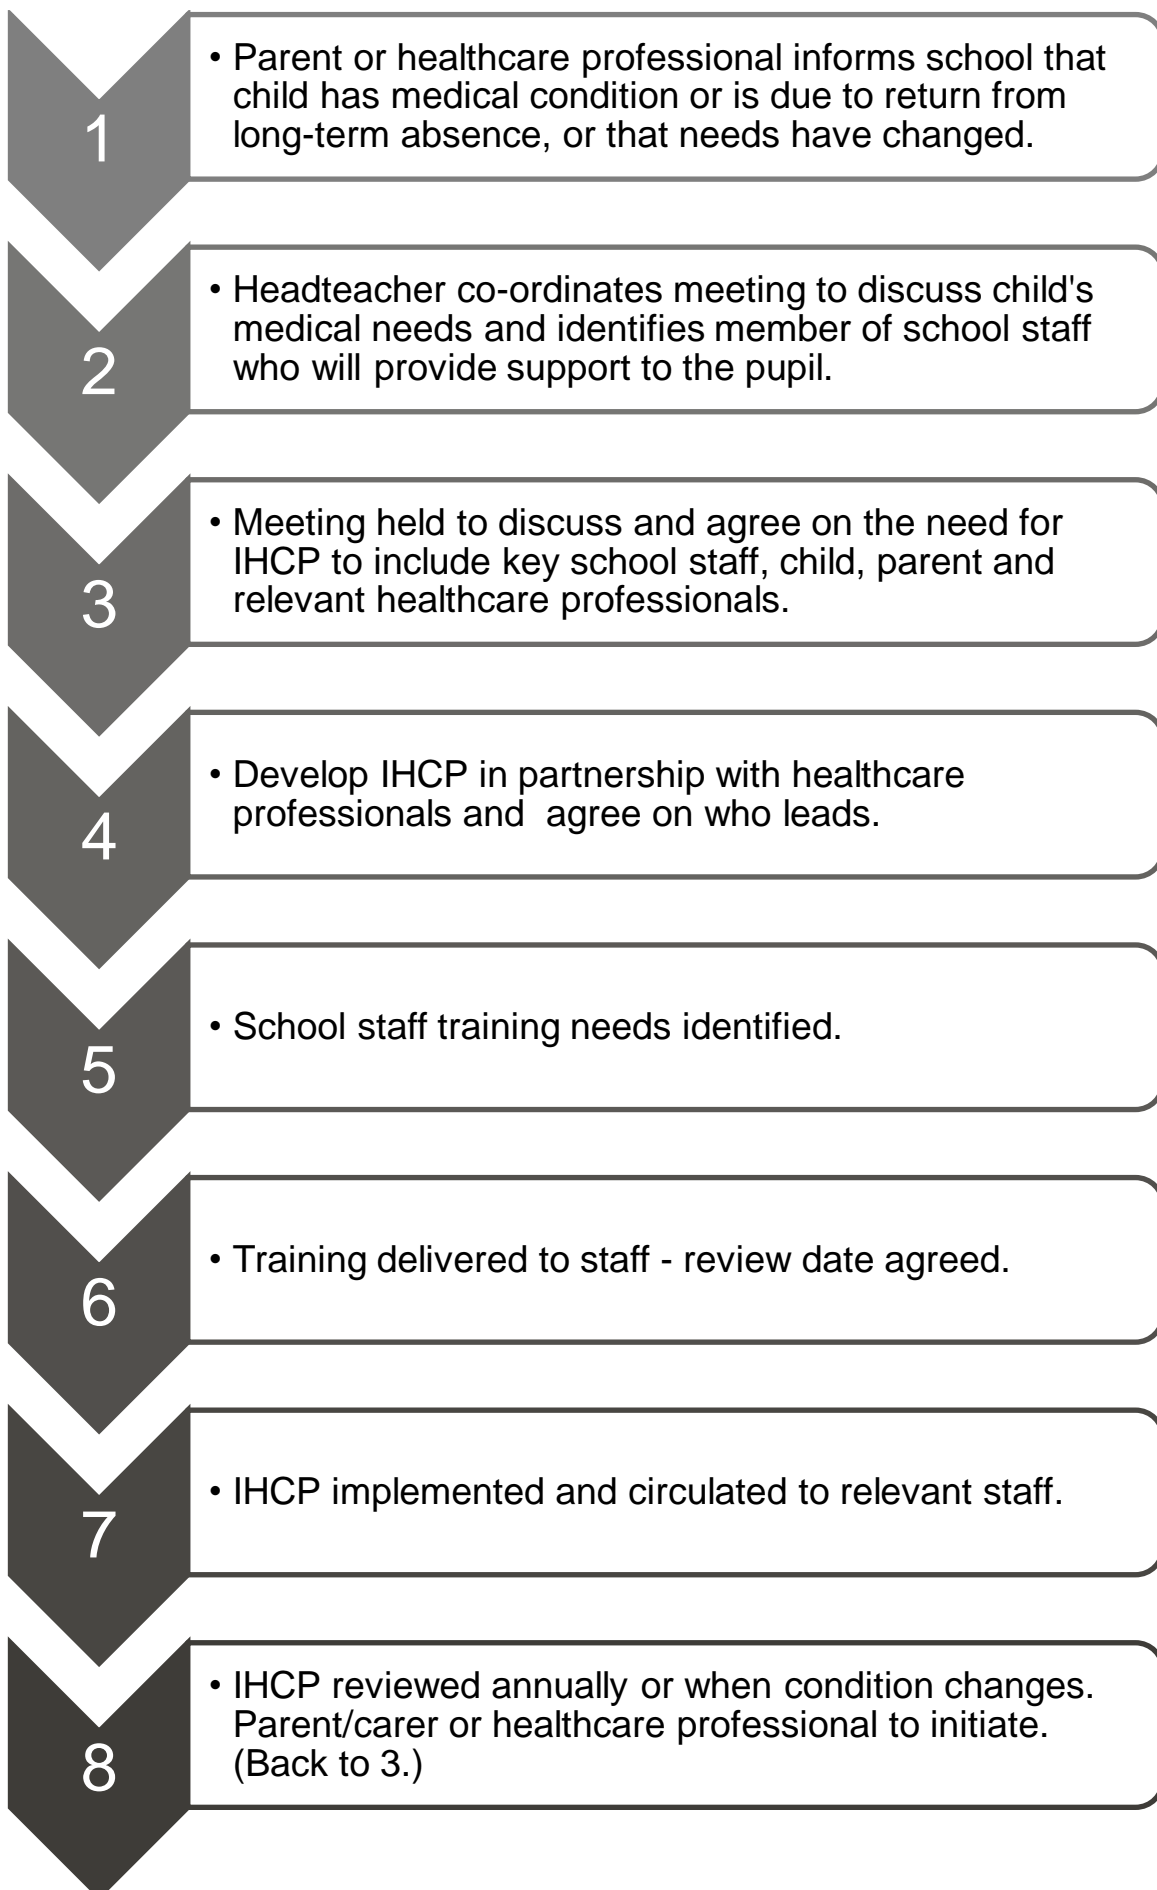 1
• Parent or healthcare professional informs school that
child has medical condition or is due to return from
long-term absence, or that needs have changed.
2
• Headteacher co-ordinates meeting to discuss child's
medical needs and identifies member of school staff
who will provide support to the pupil.
3
• Meeting held to discuss and agree on the need for
IHCP to include key school staff, child, parent and
relevant healthcare professionals.
4
• Develop IHCP in partnership with healthcare
professionals and  agree on who leads.
5
• School staff training needs identified.
6
• Training delivered to staff - review date agreed.
7
• IHCP implemented and circulated to relevant staff.
8
• IHCP reviewed annually or when condition changes.
Parent/carer or healthcare professional to initiate.
(Back to 3.)